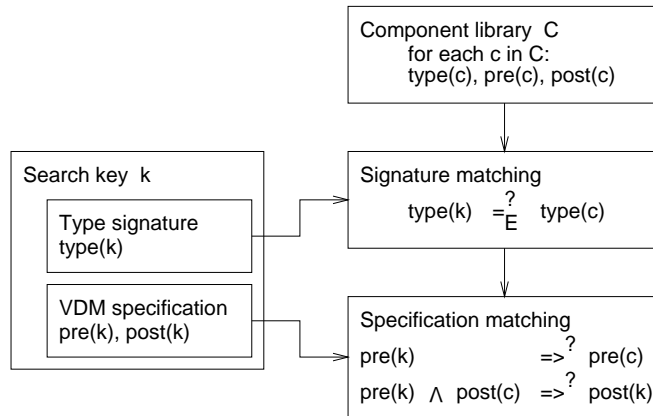 Component library C
for each c in C:
type(c), pre(c), post(c)
Search key k
Type signature
type(k)
VDM specification
pre(k), post(k)
Signature matching
type(k) =?E type(c)
Specification matching
pre(k) =>? pre(c)
pre(k) ∧ post(c) =>? post(k)